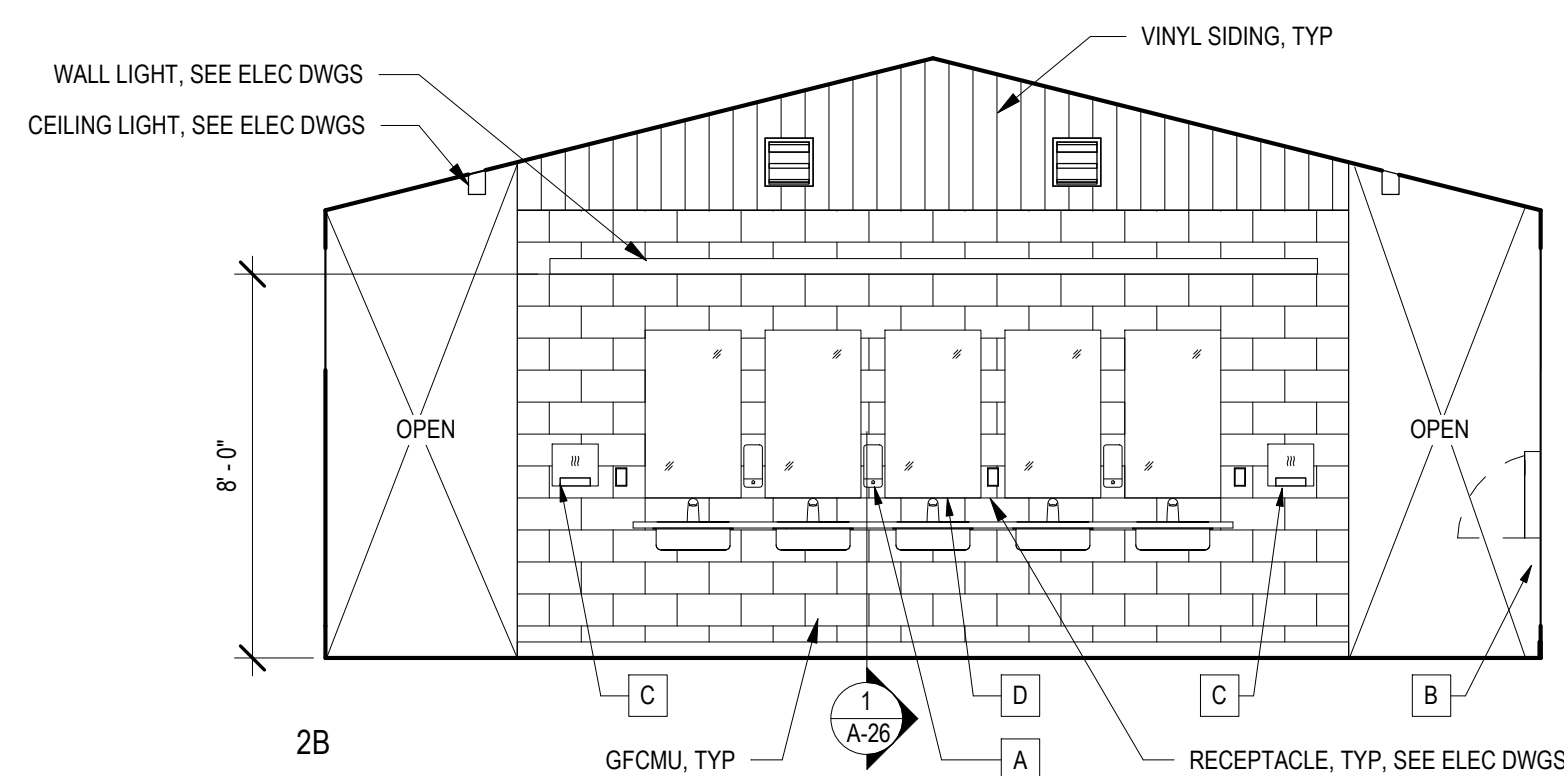 VINYL SIDING, TYP
WALL LIGHT, SEE ELEC DWGS
CEILING LIGHT, SEE ELEC DWGS
OPEN
OPEN
8' - 0"
C
D
C
B
1
A-26
2B
GFCMU, TYP
A
RECEPTACLE, TYP, SEE ELEC DWGS